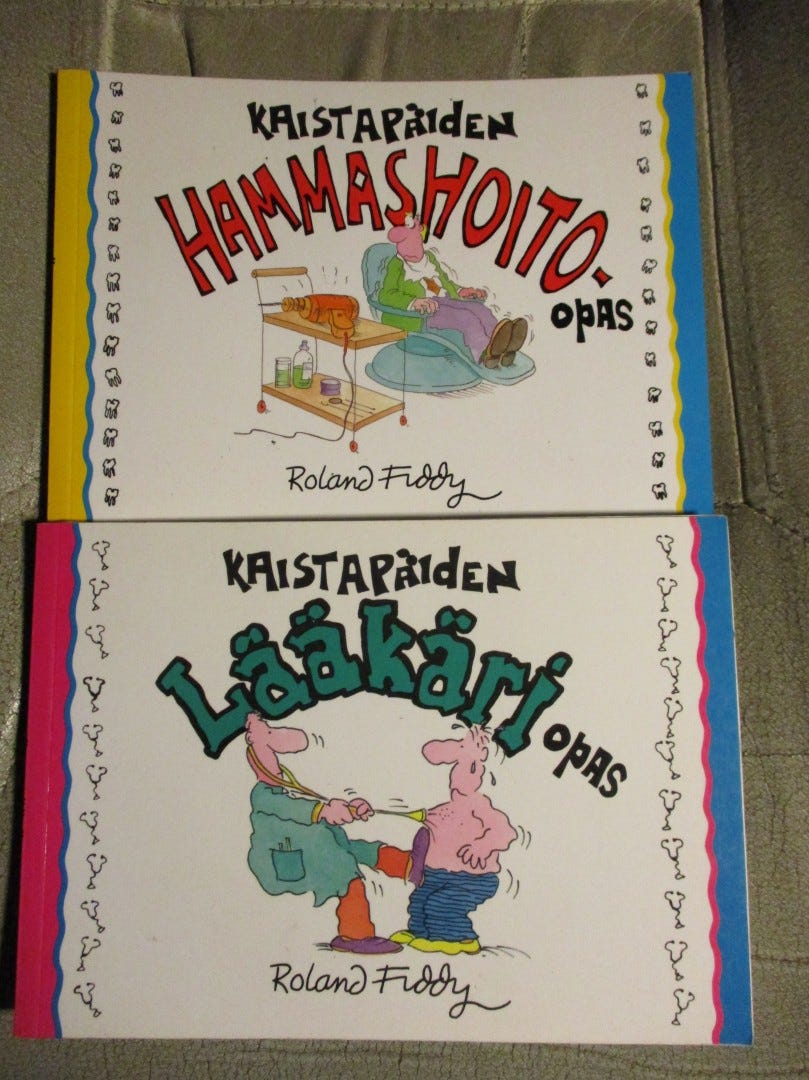 KAISTAPÄIDEN
HAMMASHOITO-
OPAS
Roland Fiddy
KAISTAPÄIDEN
Lääkäri
OPAS
Roland Fiddy